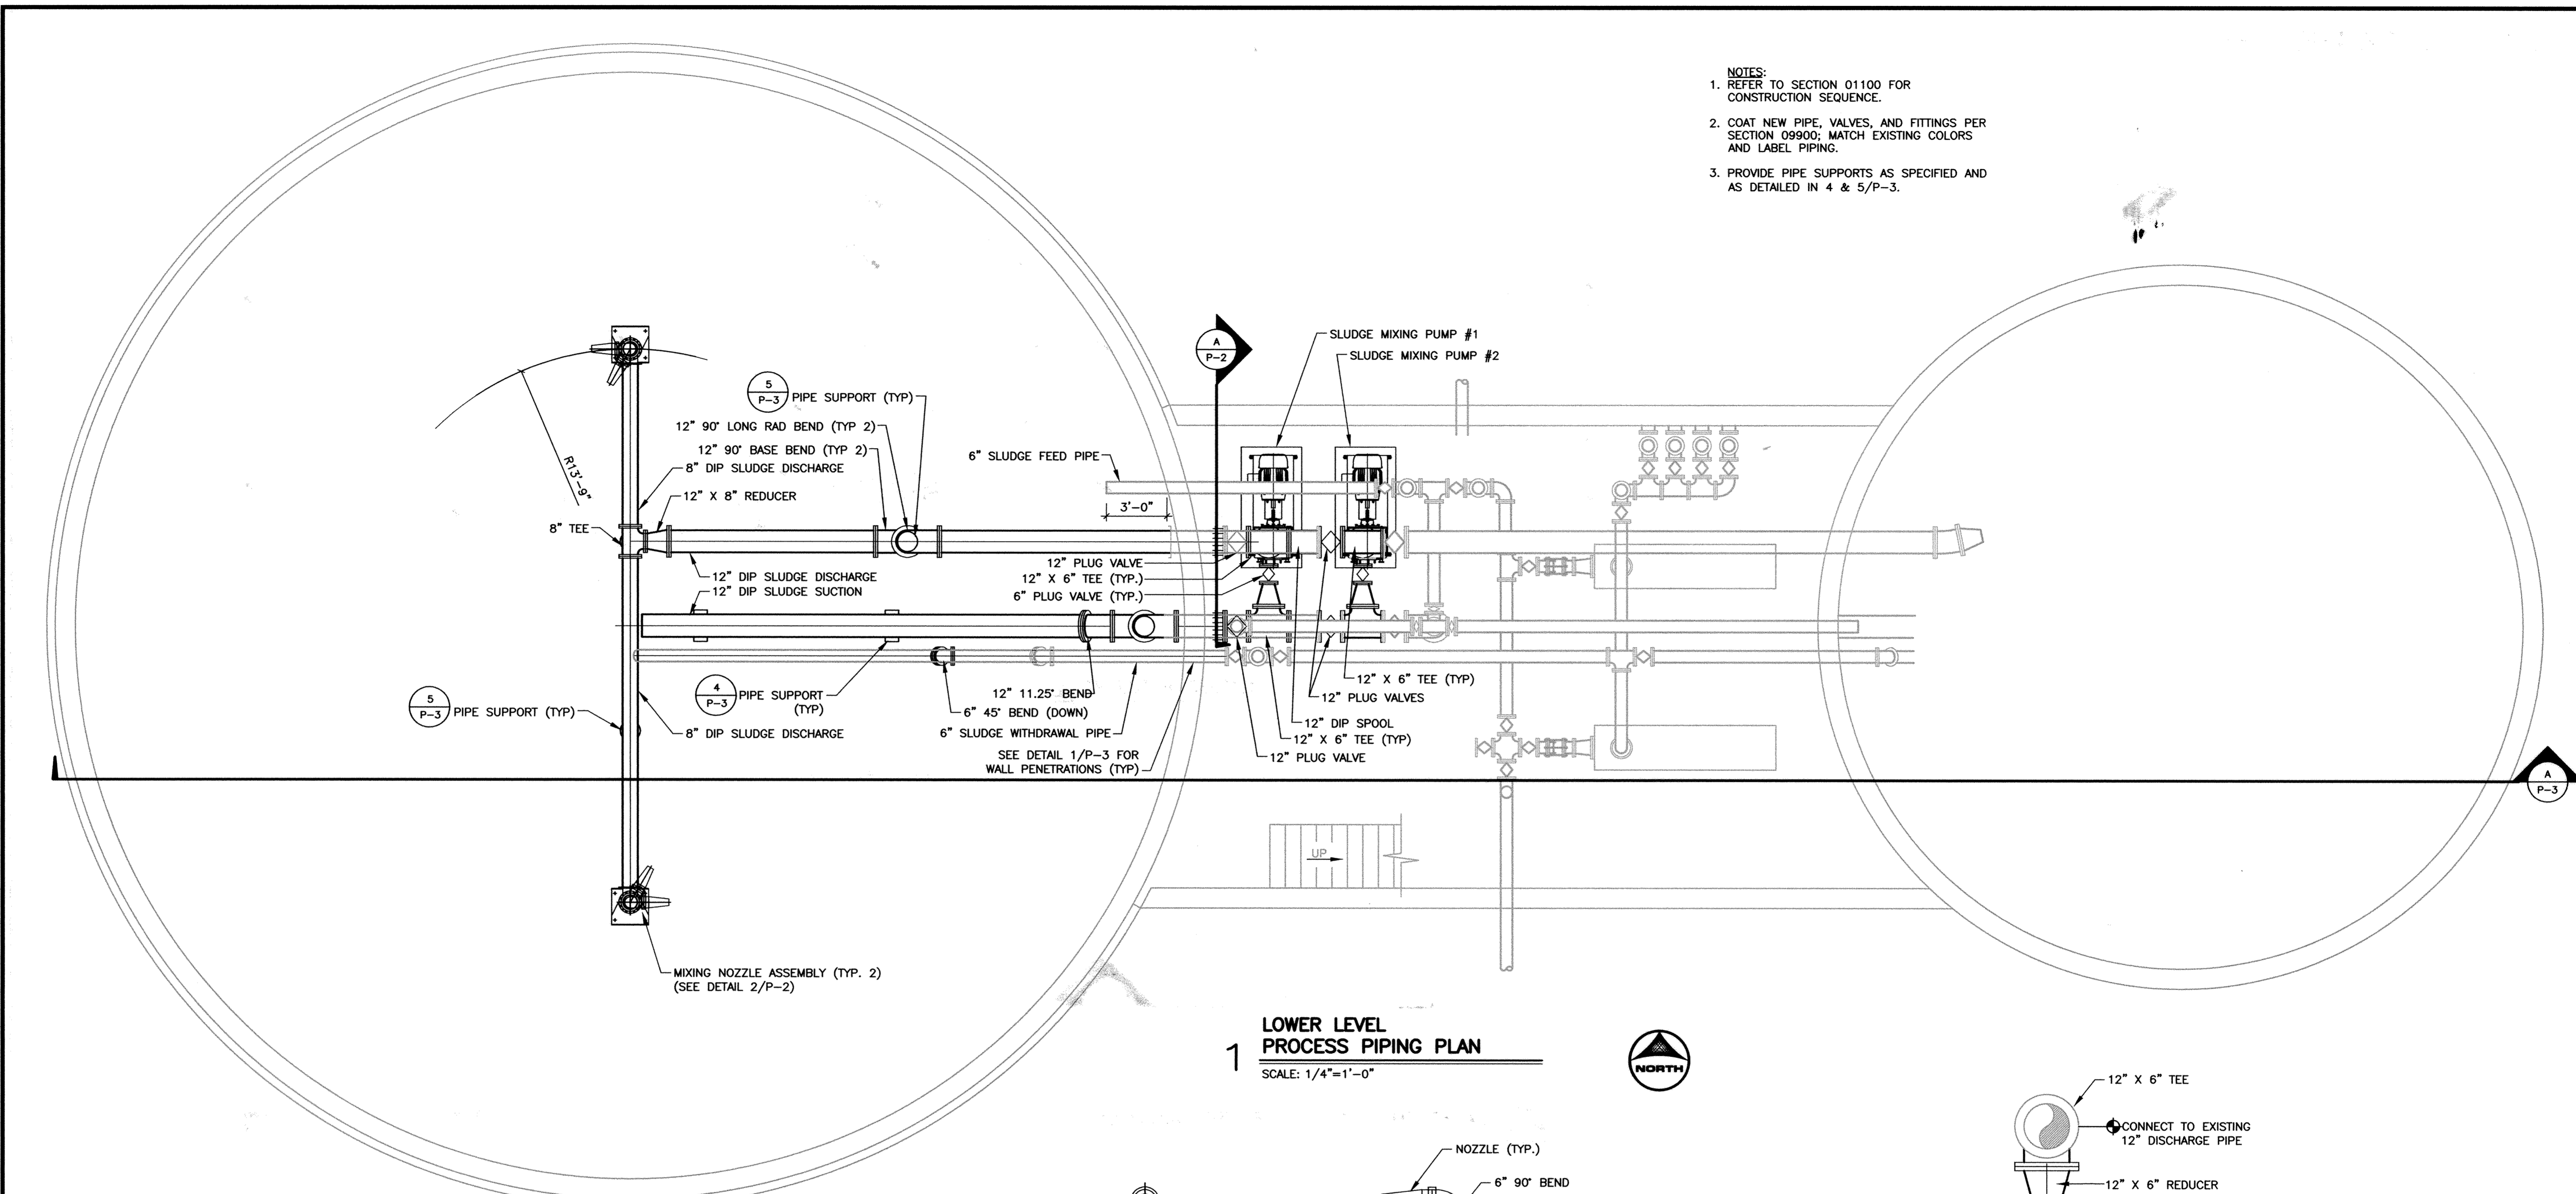 NOTES:
1. REFER TO SECTION 01100 FOR
CONSTRUCTION SEQUENCE.
2. COAT NEW PIPE, VALVES, AND FITTINGS PER
SECTION 09900; MATCH EXISTING COLORS
AND LABEL PIPING.
3. PROVIDE PIPE SUPPORTS AS SPECIFIED AND
AS DETAILED IN 4 & 5/P-3.
A
P-2
SLUDGE MIXING PUMP #1
SLUDGE MIXING PUMP #2
5
P-3
PIPE SUPPORT (TYP)
12" 90° LONG RAD BEND (TYP 2)
12" 90° BASE BEND (TYP 2)
8" DIP SLUDGE DISCHARGE
12" X 8" REDUCER
R13'-9"
8" TEE
6" SLUDGE FEED PIPE
3'-0"
12" DIP SLUDGE DISCHARGE
12" DIP SLUDGE SUCTION
12" PLUG VALVE
12" X 6" TEE (TYP.)
6" PLUG VALVE (TYP.)
5
P-3
PIPE SUPPORT (TYP)
4
P-3
PIPE SUPPORT
(TYP)
8" DIP SLUDGE DISCHARGE
12" 11.25° BEND
6" 45° BEND (DOWN)
6" SLUDGE WITHDRAWAL PIPE
SEE DETAIL 1/P-3 FOR
WALL PENETRATIONS (TYP)
12" X 6" TEE (TYP)
12" PLUG VALVES
12" DIP SPOOL
12" X 6" TEE (TYP)
12" PLUG VALVE
A
P-3
UP
MIXING NOZZLE ASSEMBLY (TYP. 2)
(SEE DETAIL 2/P-2)
1
LOWER LEVEL
PROCESS PIPING PLAN
SCALE: 1/4"=1'-0"
NORTH
NOZZLE (TYP.)
6" 90° BEND
12" X 6" TEE
CONNECT TO EXISTING
12" DISCHARGE PIPE
12" X 6" REDUCER